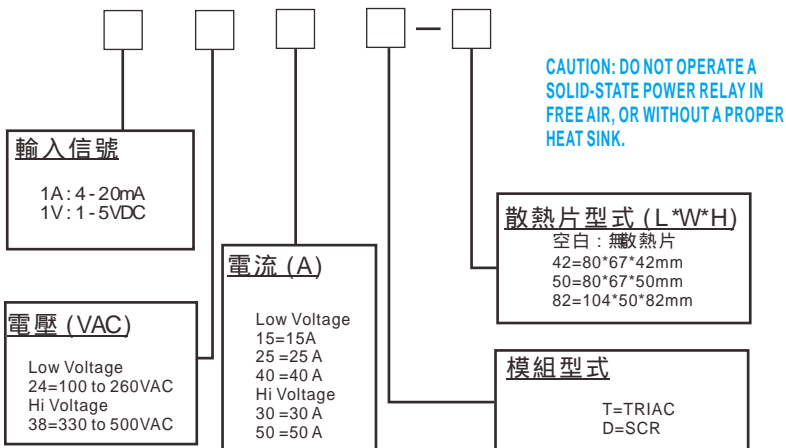 CAUTION: DO NOT OPERATE A
SOLID-STATE POWER RELAY IN
FREE AIR, OR WITHOUT A PROPER
HEAT SINK.
輸入信號
1A:4-20mA
1V:1-5VDC
電壓 (VAC)
Low Voltage
24=100 to 260VAC
Hi Voltage
38=330 to 500VAC
電流 (A)
Low Voltage
15=15A
25=25A
40=40A
Hi Voltage
30=30A
50=50A
散熱片型式 (L*W*H)
空白：無散熱片
42=80*67*42mm
50=80*67*50mm
82=104*50*82mm
模組型式
T=TRIAC
D=SCR